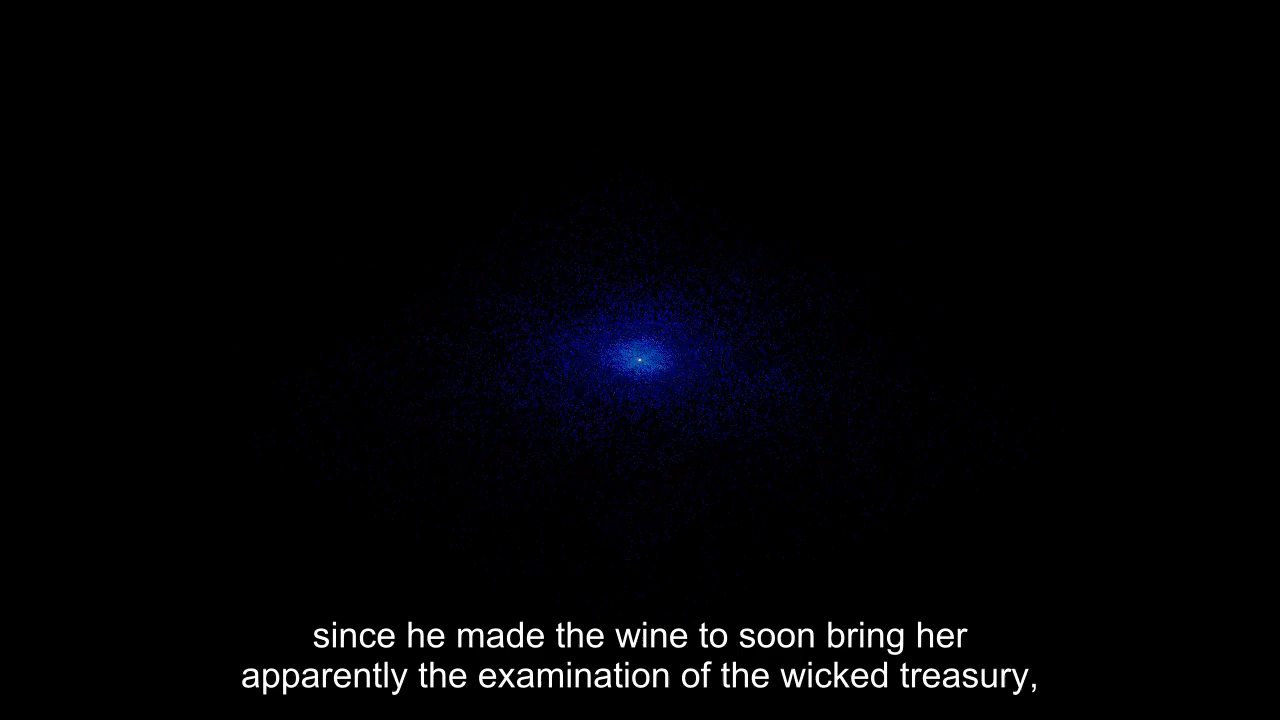 since he made the wine to soon bring her
apparently the examination of the wicked treasury,